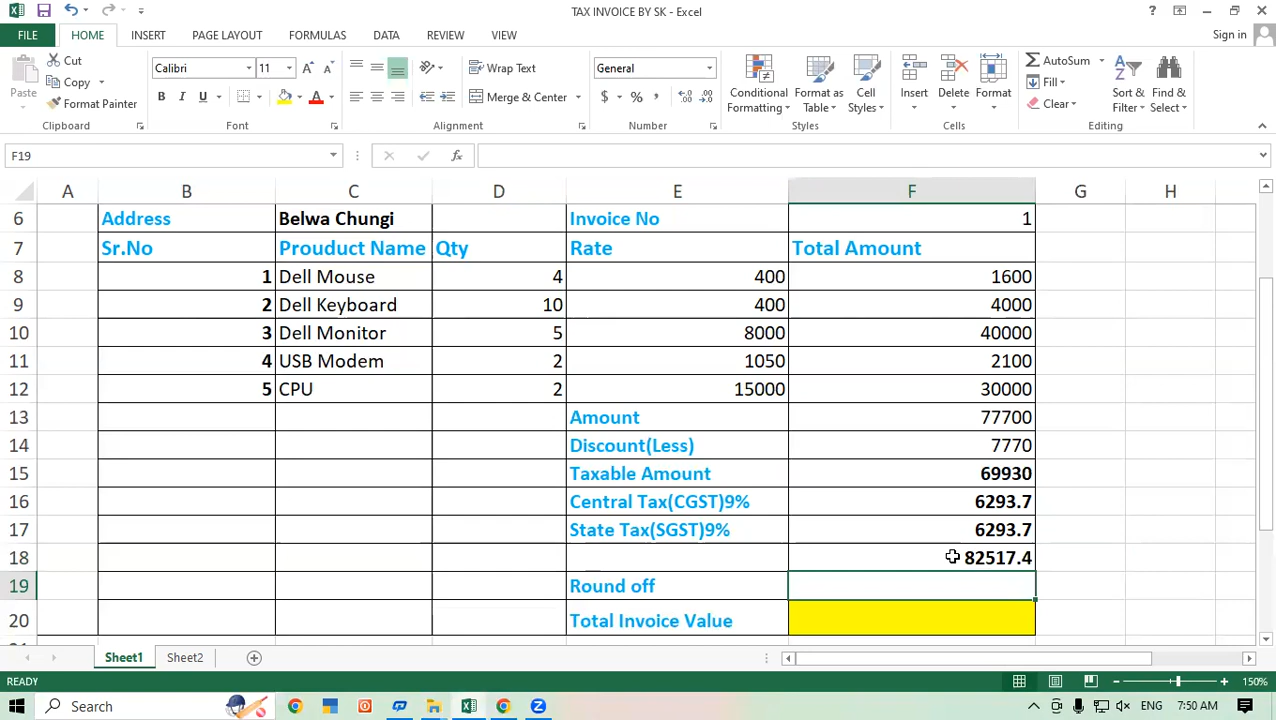 TAX INVOICE BY SK - Excel
FILE HOME INSERT PAGE LAYOUT FORMULAS DATA REVIEW VIEW Sign in
Paste Cut Copy Format Painter Clipboard
Calibri 11 B I U A Font
Wrap Text Merge & Center Alignment
General $ % , Number
Conditional Formatting Format as Table Cell Styles Styles
Insert Delete Format Cells
AutoSum Fill Clear Sort & Filter Find & Select Editing
F19 fx
A B C D E F G H
6 Address Belwa Chungi Invoice No 1
7 Sr.No Prouduct Name Qty Rate Total Amount
8 1 Dell Mouse 4 400 1600
9 2 Dell Keyboard 10 400 4000
10 3 Dell Monitor 5 8000 40000
11 4 USB Modem 2 1050 2100
12 5 CPU 2 15000 30000
13 Amount 77700
14 Discount(Less) 7770
15 Taxable Amount 69930
16 Central Tax(CGST)9% 6293.7
17 State Tax(SGST)9% 6293.7
18 82517.4
19 Round off
20 Total Invoice Value
Sheet1 Sheet2
READY 150%
Search ENG 7:50 AM